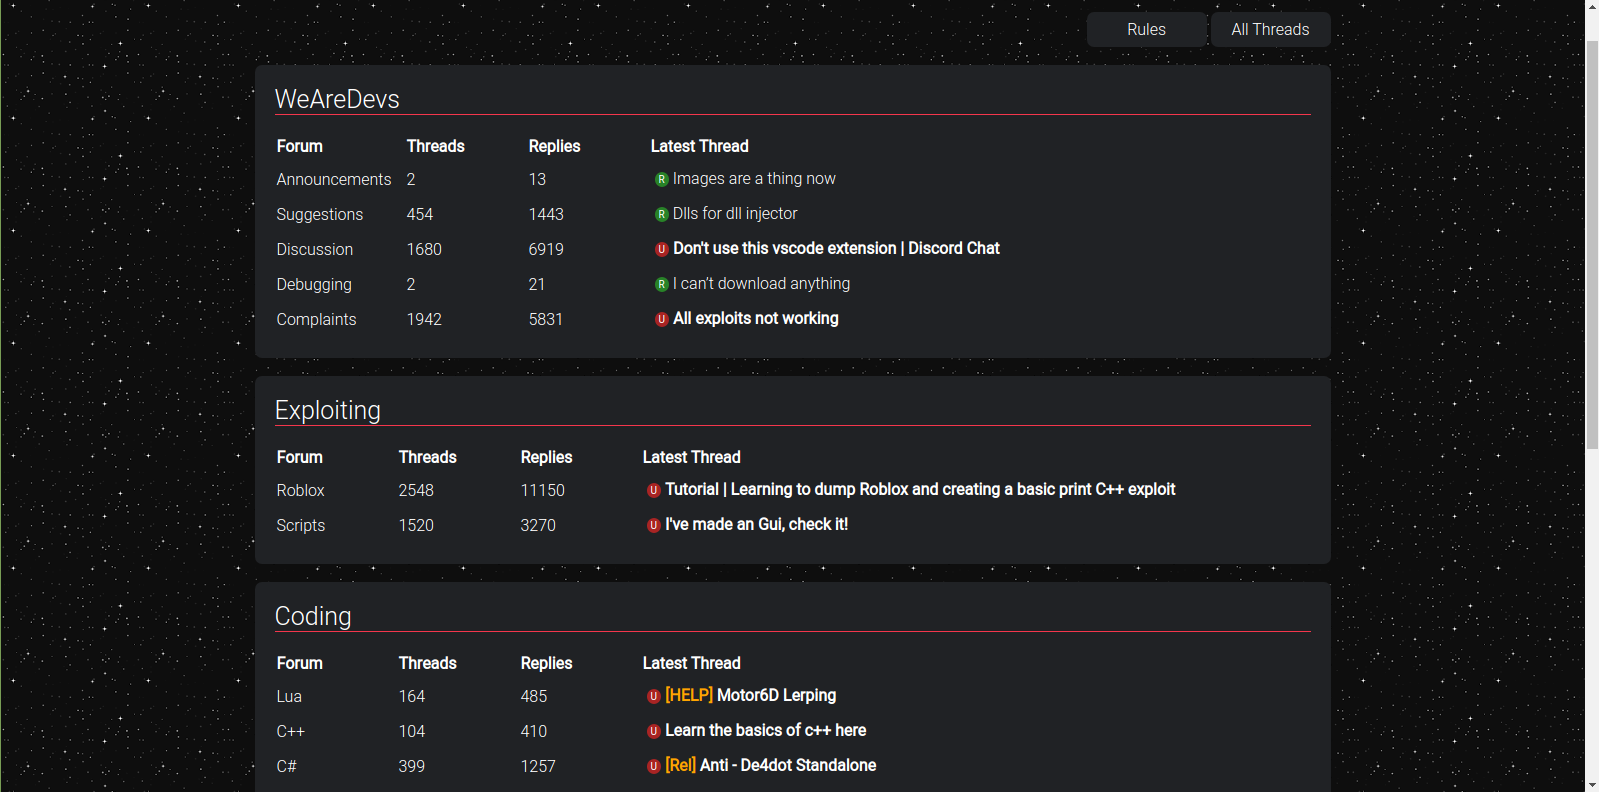 Rules All Threads
WeAreDevs
Forum Threads Replies Latest Thread
Announcements 2 13 R Images are a thing now
Suggestions 454 1443 R Dlls for dll injector
Discussion 1680 6919 U Don't use this vscode extension | Discord Chat
Debugging 2 21 R I can't download anything
Complaints 1942 5831 U All exploits not working
Exploiting
Forum Threads Replies Latest Thread
Roblox 2548 11150 U Tutorial | Learning to dump Roblox and creating a basic print C++ exploit
Scripts 1520 3270 U I've made an Gui, check it!
Coding
Forum Threads Replies Latest Thread
Lua 164 485 U [HELP] Motor6D Lerping
C++ 104 410 U Learn the basics of c++ here
C# 399 1257 U [Rel] Anti - De4dot Standalone